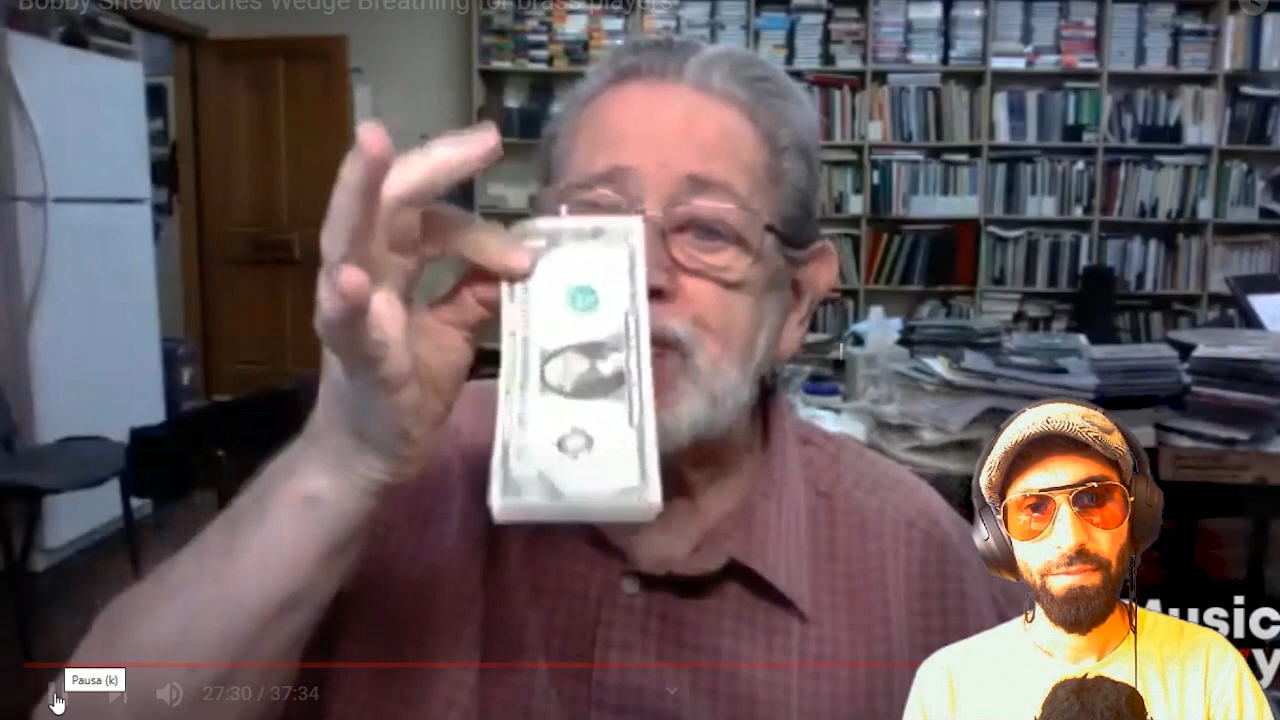 Bobby Shew teaches Wedge Breathing for brass players
Music
y
Pausa (k)
27:30 / 37:34